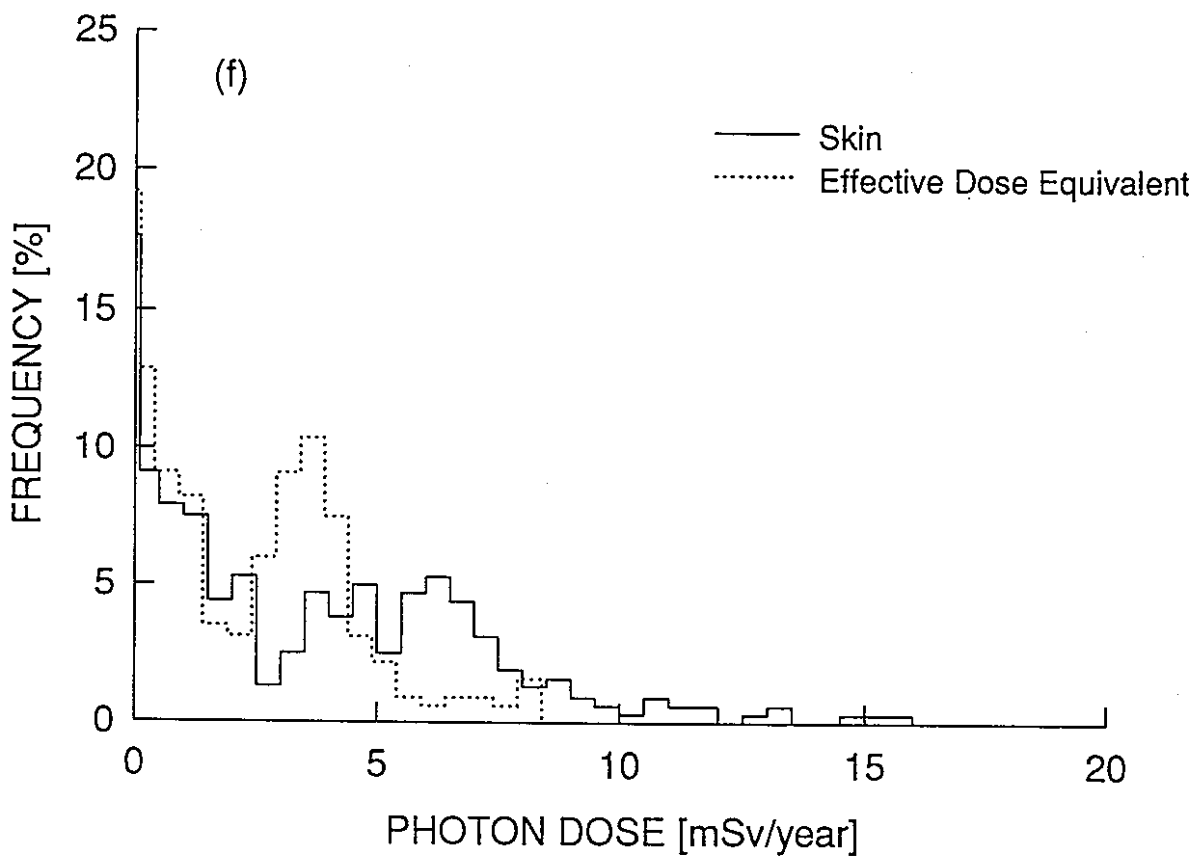 25
(f)
Skin
Effective Dose Equivalent
20
15
10
5
0
FREQUENCY [%]
0 5 10 15 20
PHOTON DOSE [mSv/year]